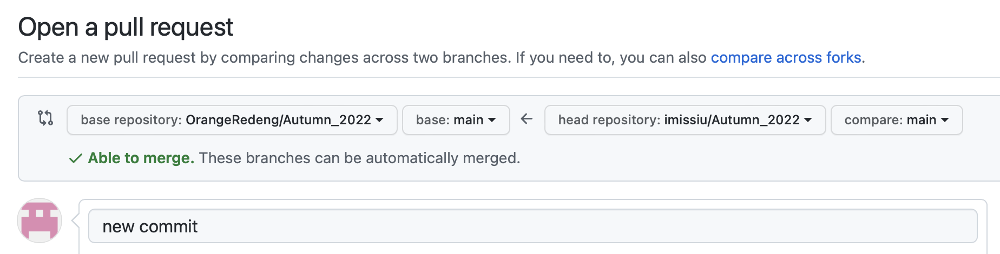 Open a pull request
Create a new pull request by comparing changes across two branches. If you need to, you can also compare across forks.
base repository: OrangeRedeng/Autumn_2022 base: main head repository: imissiu/Autumn_2022 compare: main
Able to merge. These branches can be automatically merged.
new commit